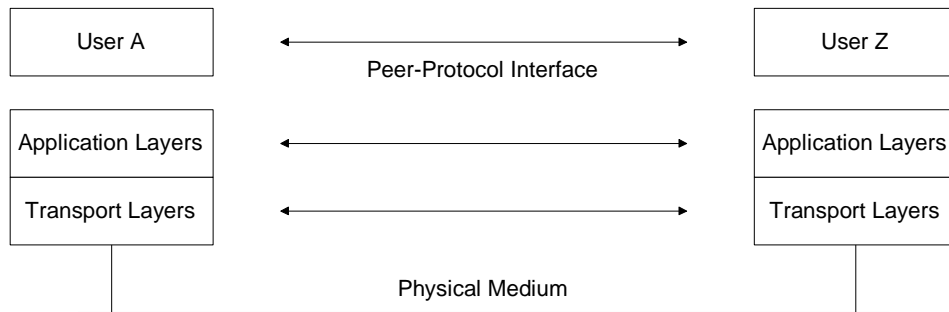 User A
User Z
Peer-Protocol Interface
Application Layers
Application Layers
Transport Layers
Transport Layers
Physical Medium